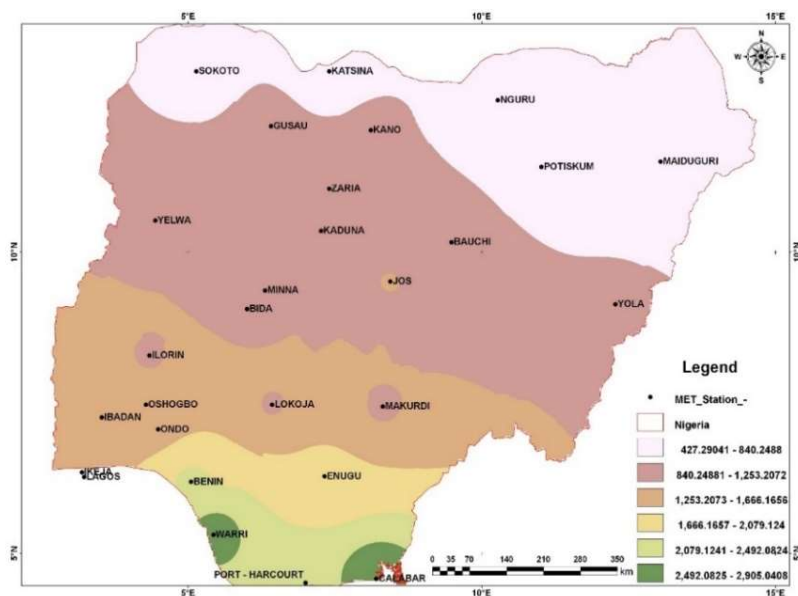 5°E 10°E 15°E
N
W E
S
SOKOTO
KATSINA
NGURU
GUSAU
KANO
POTISKUM
MAIDUGURI
ZARIA
YELWA
KADUNA
BAUCHI
10°N 10°N
JOS
MINNA
BIDA
YOLA
ILORIN
OSHOGBO
LOKOJA
MAKURDI
IBADAN
ONDO
IKEJA
LAGOS
BENIN
ENUGU
WARRI
5°N 5°N
PORT - HARCOURT
CALABAR
0 35 70 140 210 280 350
km
5°E 10°E 15°E
Legend
MET_Station_-
Nigeria
427.29041 - 840.2488
840.24881 - 1,253.2072
1,253.2073 - 1,666.1656
1,666.1657 - 2,079.124
2,079.1241 - 2,492.0824
2,492.0825 - 2,905.0408